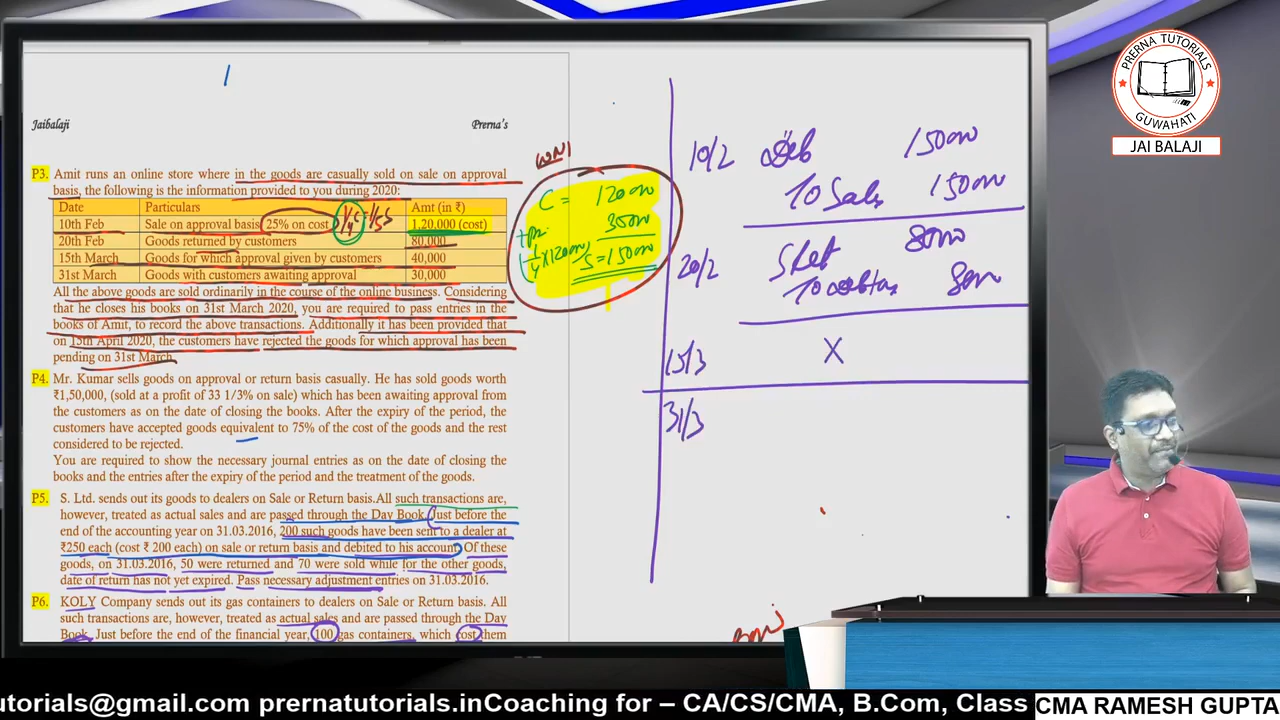 Jaibalaji Prerna's
P3. Amit runs an online store where in the goods are casually sold on sale on approval
basis, the following is the information provided to you during 2020:
Date Particulars Amt (in ₹)
10th Feb Sale on approval basis 25% on cost 1,20,000 (cost)
20th Feb Goods returned by customers 80,000
15th March Goods for which approval given by customers 40,000
31st March Goods with customers awaiting approval 30,000
All the above goods are sold ordinarily in the course of the online business. Considering
that he closes his books on 31st March 2020, you are required to pass entries in the
books of Amit, to record the above transactions. Additionally it has been provided that
on 15th April 2020, the customers have rejected the goods for which approval has been
pending on 31st March.
P4. Mr. Kumar sells goods on approval or return basis casually. He has sold goods worth
₹1,50,000, (sold at a profit of 33 1/3% on sale) which has been awaiting approval from
the customers as on the date of closing the books. After the expiry of the period, the
customers have accepted goods equivalent to 75% of the cost of the goods and the rest
considered to be rejected.
You are required to show the necessary journal entries as on the date of closing the
books and the entries after the expiry of the period and the treatment of the goods.
P5. S. Ltd. sends out its goods to dealers on Sale or Return basis.All such transactions are,
however, treated as actual sales and are passed through the Day Book. Just before the
end of the accounting year on 31.03.2016, 200 such goods have been sent to a dealer at
₹250 each (cost ₹ 200 each) on sale or return basis and debited to his account. Of these
goods, on 31.03.2016, 50 were returned and 70 were sold while for the other goods,
date of return has not yet expired. Pass necessary adjustment entries on 31.03.2016.
P6. KOLY Company sends out its gas containers to dealers on Sale or Return basis. All
such transactions are, however, treated as actual sales and are passed through the Day
Book. Just before the end of the financial year, 100 gas containers, which cost them
WN1
10/2
To Sales
20/2
15/3 X
31/3
PRERNA TUTORIALS
GUWAHATI
JAI BALAJI
utorials@gmail.com prernatutorials.inCoaching for – CA/CS/CMA, B.Com, Class
CMA RAMESH GUPTA